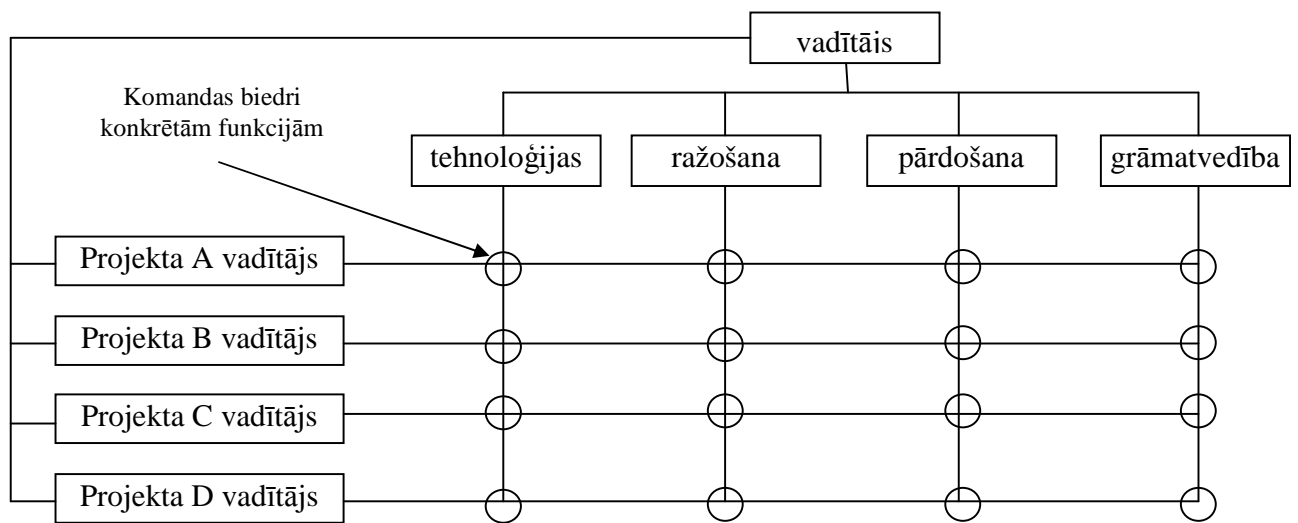 vadītājs
Komandas biedri
konkrētām funkcijām
tehnoloģijas
ražošana
pārdošana
grāmatvedība
Projekta A vadītājs
Projekta B vadītājs
Projekta C vadītājs
Projekta D vadītājs